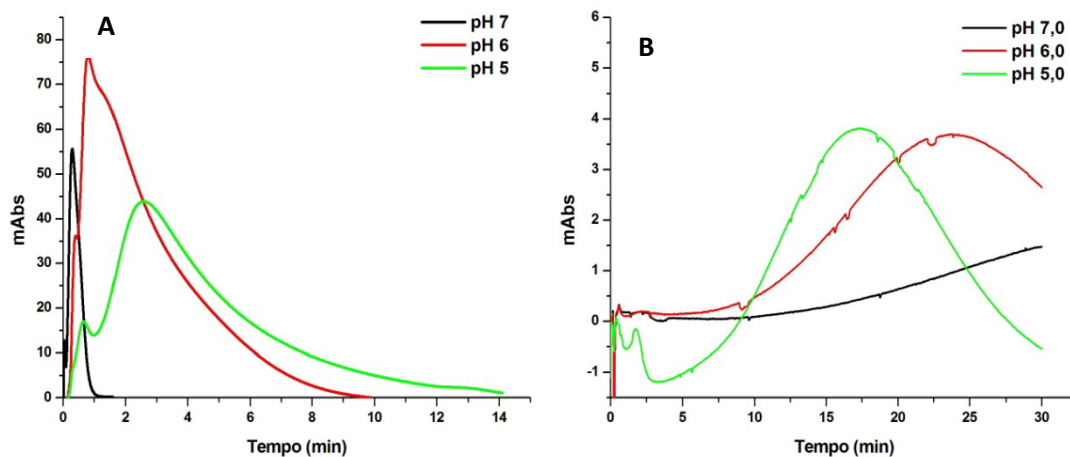 A
pH 7
pH 6
pH 5
mAbs
80
70
60
50
40
30
20
10
0
0 2 4 6 8 10 12 14
Tempo (min)
B
pH 7,0
pH 6,0
pH 5,0
mAbs
6
5
4
3
2
1
0
-1
0 5 10 15 20 25 30
Tempo (min)